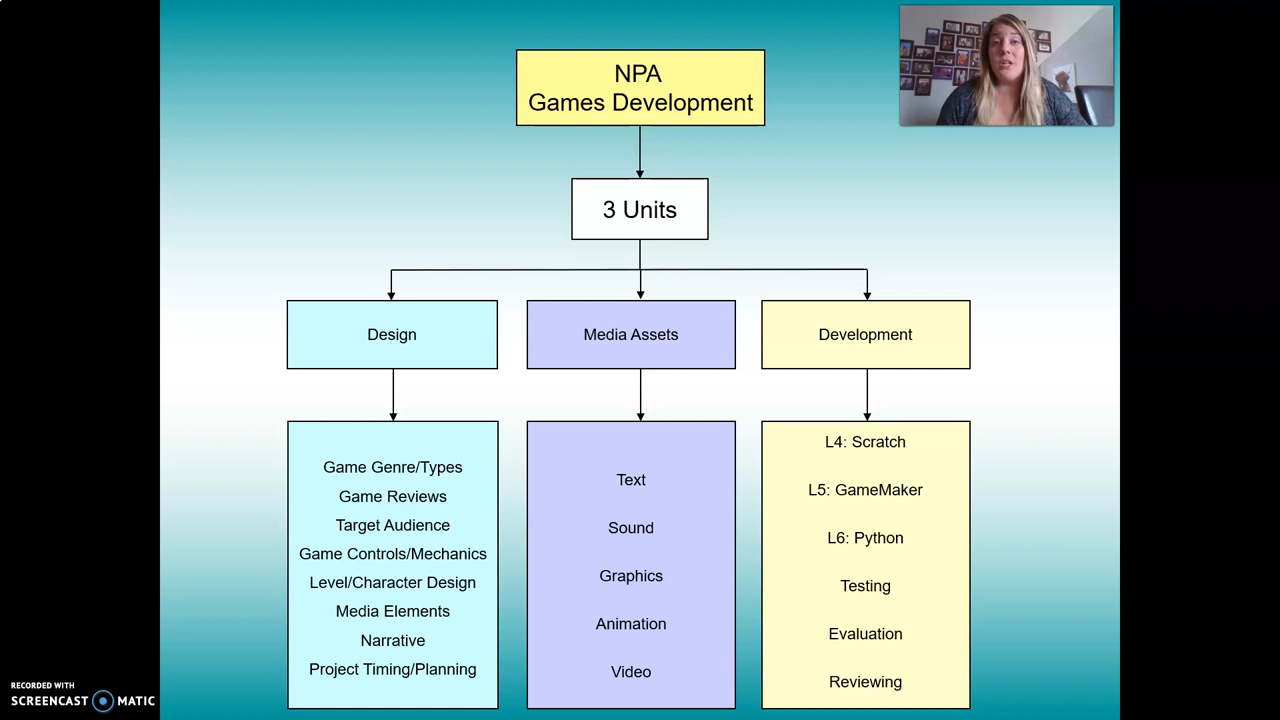 NPA
Games Development
3 Units
Design
Media Assets
Development
Game Genre/Types
Game Reviews
Target Audience
Game Controls/Mechanics
Level/Character Design
Media Elements
Narrative
Project Timing/Planning
Text
Sound
Graphics
Animation
Video
L4: Scratch
L5: GameMaker
L6: Python
Testing
Evaluation
Reviewing
RECORDED WITH
SCREENCAST MATIC